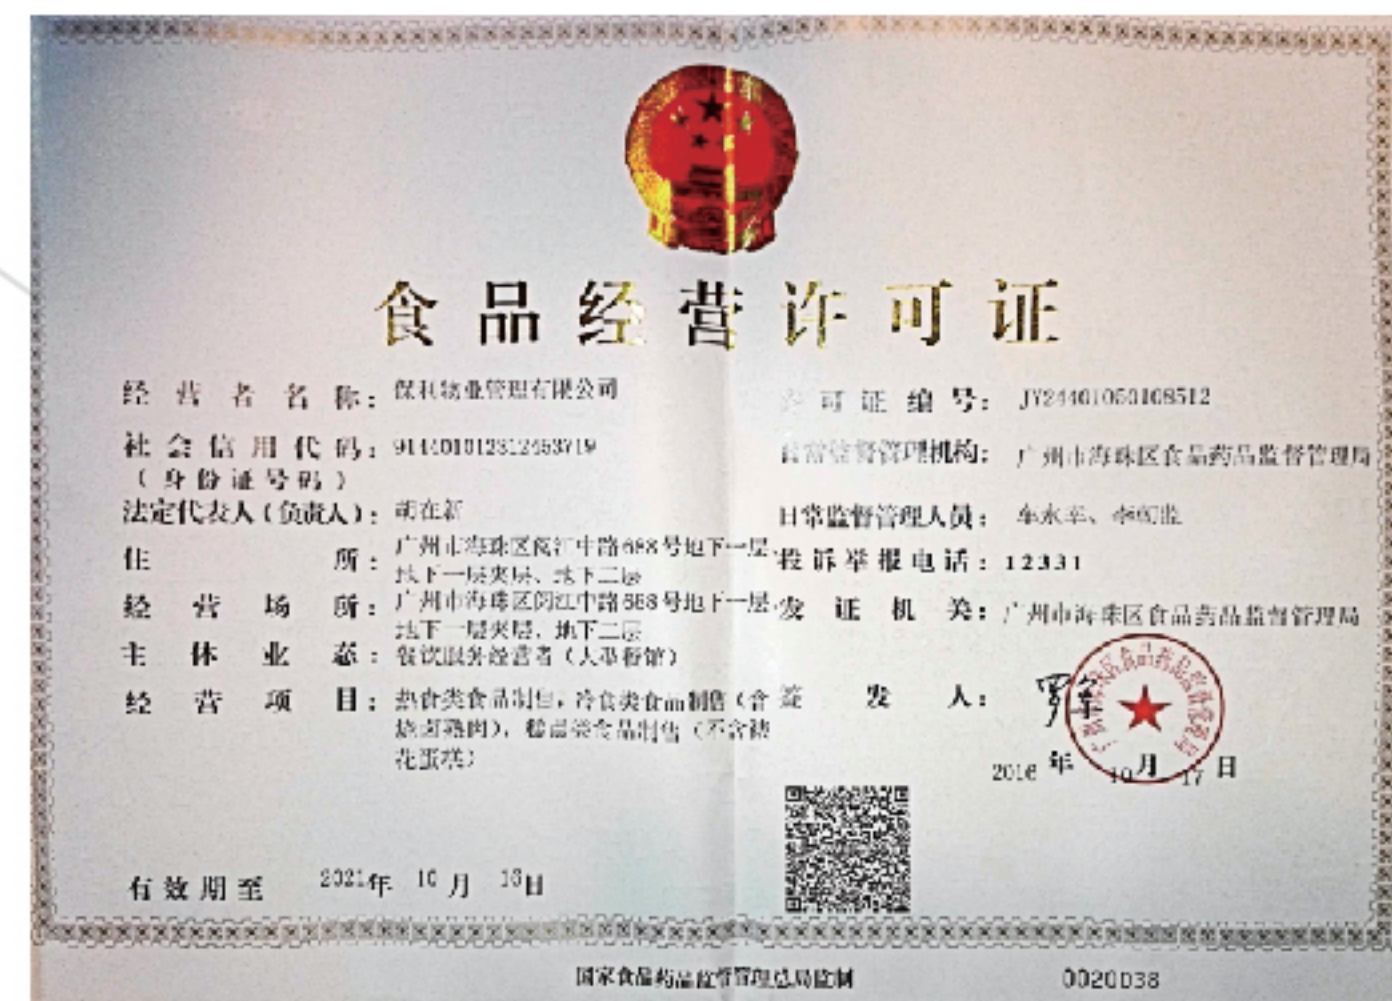 食品经营许可证
经营者名称：保利物业管理有限公司
社会信用代码：914401012312453719
（身份证号码）
法定代表人（负责人）：胡在新
住所：广州市海珠区阅江中路688号地下一层、
地下一层夹层、地下二层
经营场所：广州市海珠区阅江中路688号地下一层、
地下一层夹层、地下二层
主体业态：餐饮服务经营者（大型餐馆）
经营项目：热食类食品制售，冷食类食品制售（含
烧卤熟肉），糕点类食品制售（不含裱
花蛋糕）
有效期至 2021年 10月 16日
许可证编号：JY24401050108512
日常监督管理机构：广州市海珠区食品药品监督管理局
日常监督管理人员：
投诉举报电话：12331
发证机关：广州市海珠区食品药品监督管理局
签发人：
2016年 10月 17日
国家食品药品监督管理总局监制
0020038